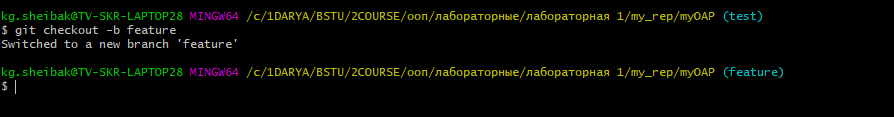 kg.sheibak@TV-SKR-LAPTOP28 MINGW64 /c/1DARYA/BSTU/2COURSE/ооп/лабораторные/лабораторная 1/my_rep/myOAP (test)
$ git checkout -b feature
Switched to a new branch 'feature'
kg.sheibak@TV-SKR-LAPTOP28 MINGW64 /c/1DARYA/BSTU/2COURSE/ооп/лабораторные/лабораторная 1/my_rep/myOAP (feature)
$